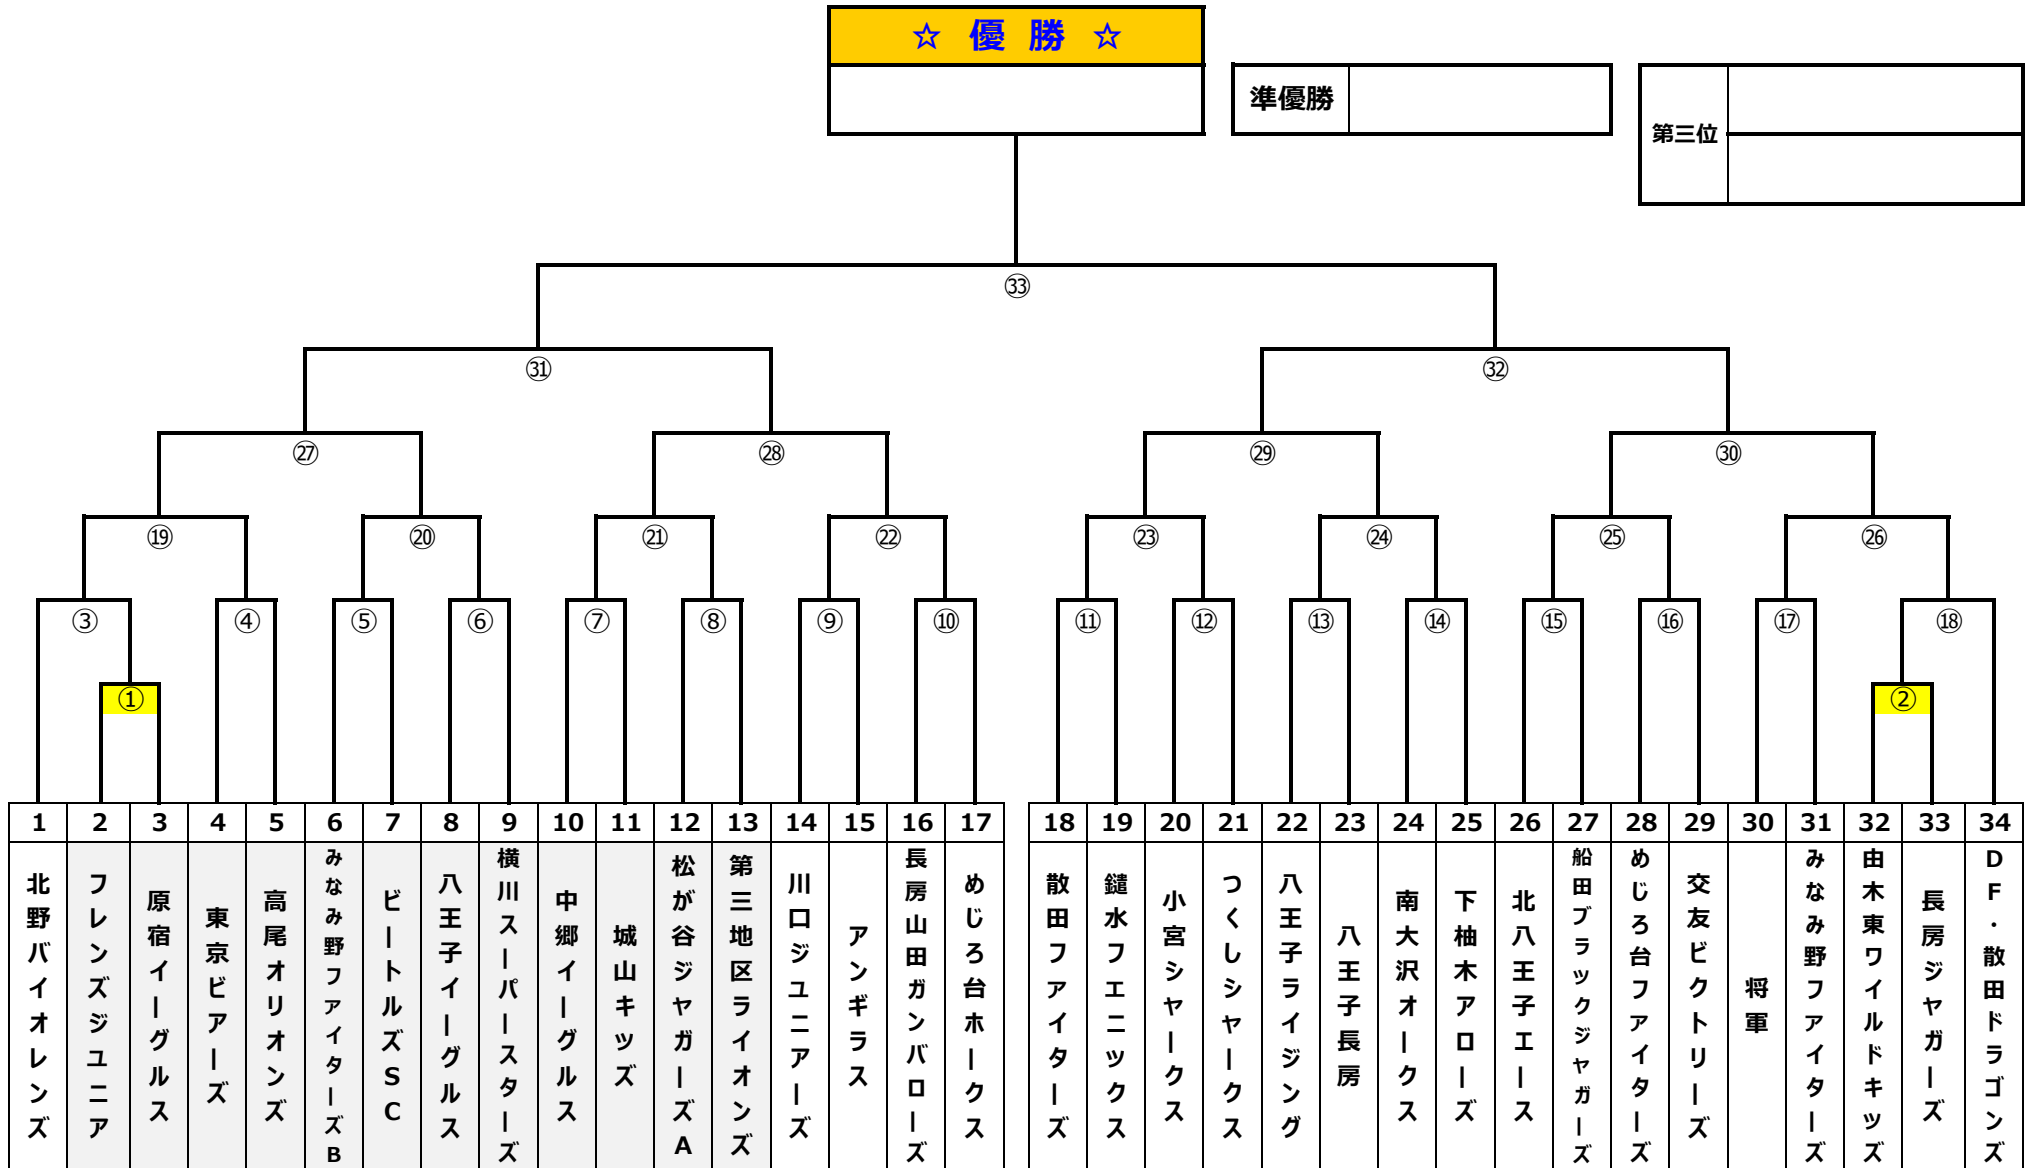 ☆ 優 勝 ☆
準優勝
第三位
㉝
㉛ ㉜
㉗ ㉘ ㉙ ㉚
⑲ ⑳ ㉑ ㉒ ㉓ ㉔ ㉕ ㉖
③ ④ ⑤ ⑥ ⑦ ⑧ ⑨ ⑩ ⑪ ⑫ ⑬ ⑭ ⑮ ⑯ ⑰ ⑱
① ②
1 2 3 4 5 6 7 8 9 10 11 12 13 14 15 16 17 18 19 20 21 22 23 24 25 26 27 28 29 30 31 32 33 34
北野バイオレンズ
フレンズジユニア
原宿イーグルス
東京ビアーズ
高尾オリオンズ
みなみ野ファイターズB
ビートルズSC
八王子イーグルス
横川スーパースターズ
中郷イーグルス
城山キッズ
松が谷ジヤガーズA
第三地区ライオンズ
川口ジユニアーズ
アンギラス
長房山田ガンバローズ
めじろ台ホークス
散田ファイターズ
鑓水フエニックス
小宮シャークス
つくしシャークス
八王子ライジング
八王子長房
南大沢オークス
下柚木アローズ
北八王子エース
船田ブラックジヤガーズ
めじろ台ファイターズ
交友ビクトリーズ
将軍
みなみ野ファイターズ
由木東ワイルドキッズ
長房ジヤガーズ
DF・散田ドラゴンズ